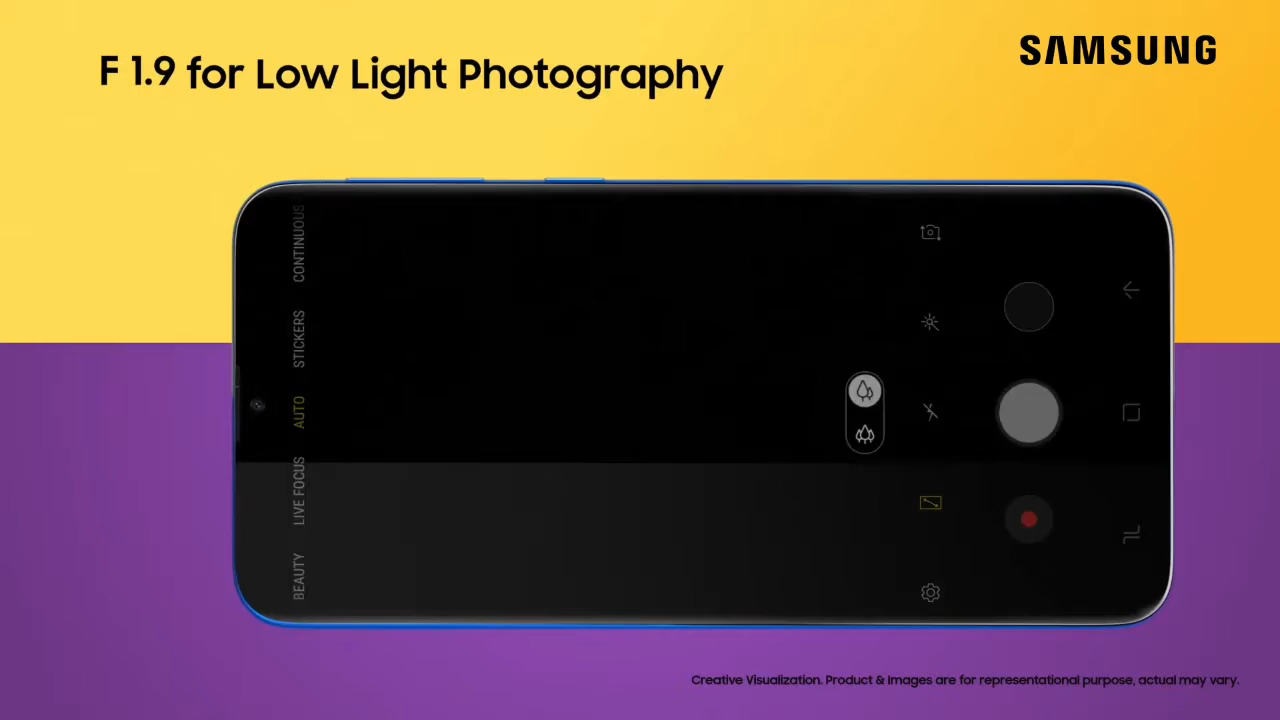 F 1.9 for Low Light Photography
SAMSUNG
CONTINUOUS
STICKERS
AUTO
LIVE FOCUS
BEAUTY
Creative Visualization. Product & Images are for representational purpose, actual may vary.